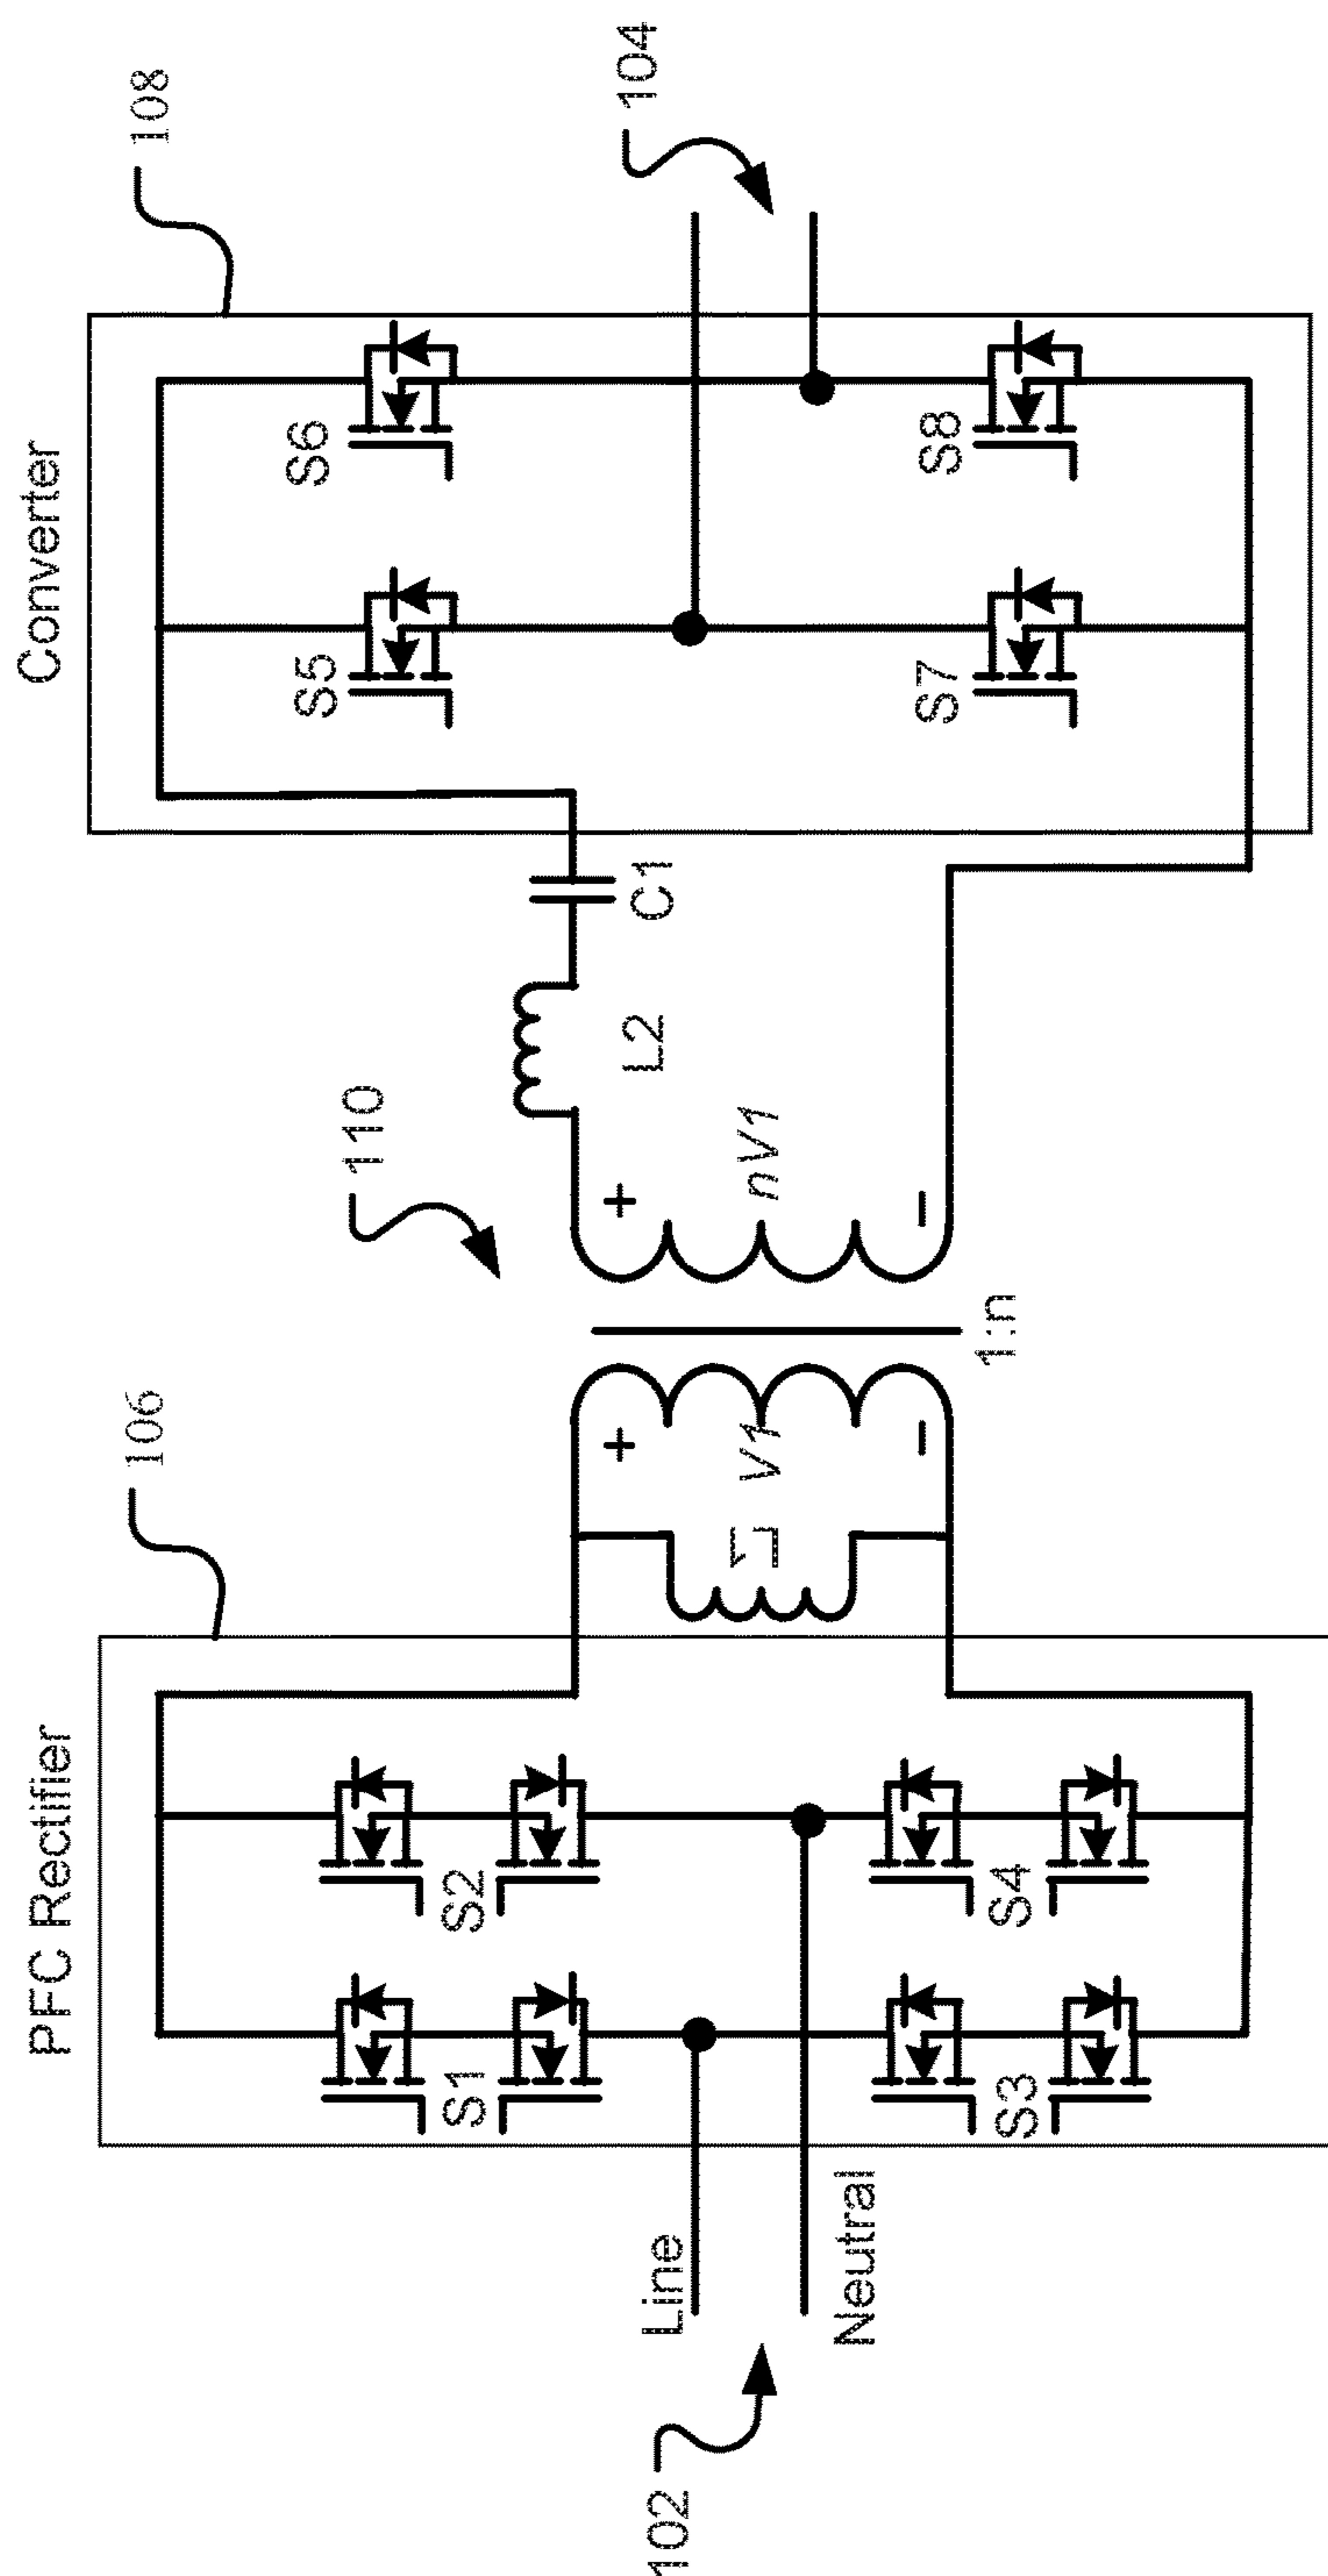 PFC Rectifier
Converter
106
108
110
102
104
Line
Neutral
S1
S2
S3
S4
L1
V1
1:n
nV1
L2
C1
S5
S6
S7
S8
+
−
+
−